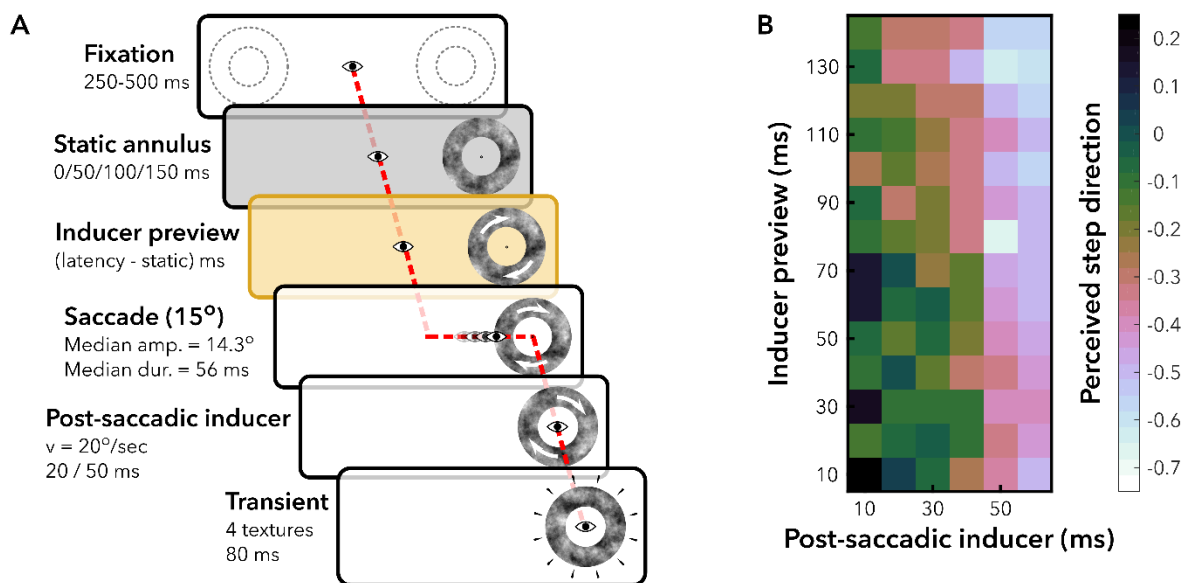 A
Fixation
250-500 ms
Static annulus
0/50/100/150 ms
Inducer preview
(latency - static) ms
Saccade (15°)
Median amp. = 14.3°
Median dur. = 56 ms
Post-saccadic inducer
v = 20°/sec
20 / 50 ms
Transient
4 textures
80 ms
B
Inducer preview (ms)
130
110
90
70
50
30
10
10 30 50
Post-saccadic inducer (ms)
Perceived step direction
0.2
0.1
0
-0.1
-0.2
-0.3
-0.4
-0.5
-0.6
-0.7